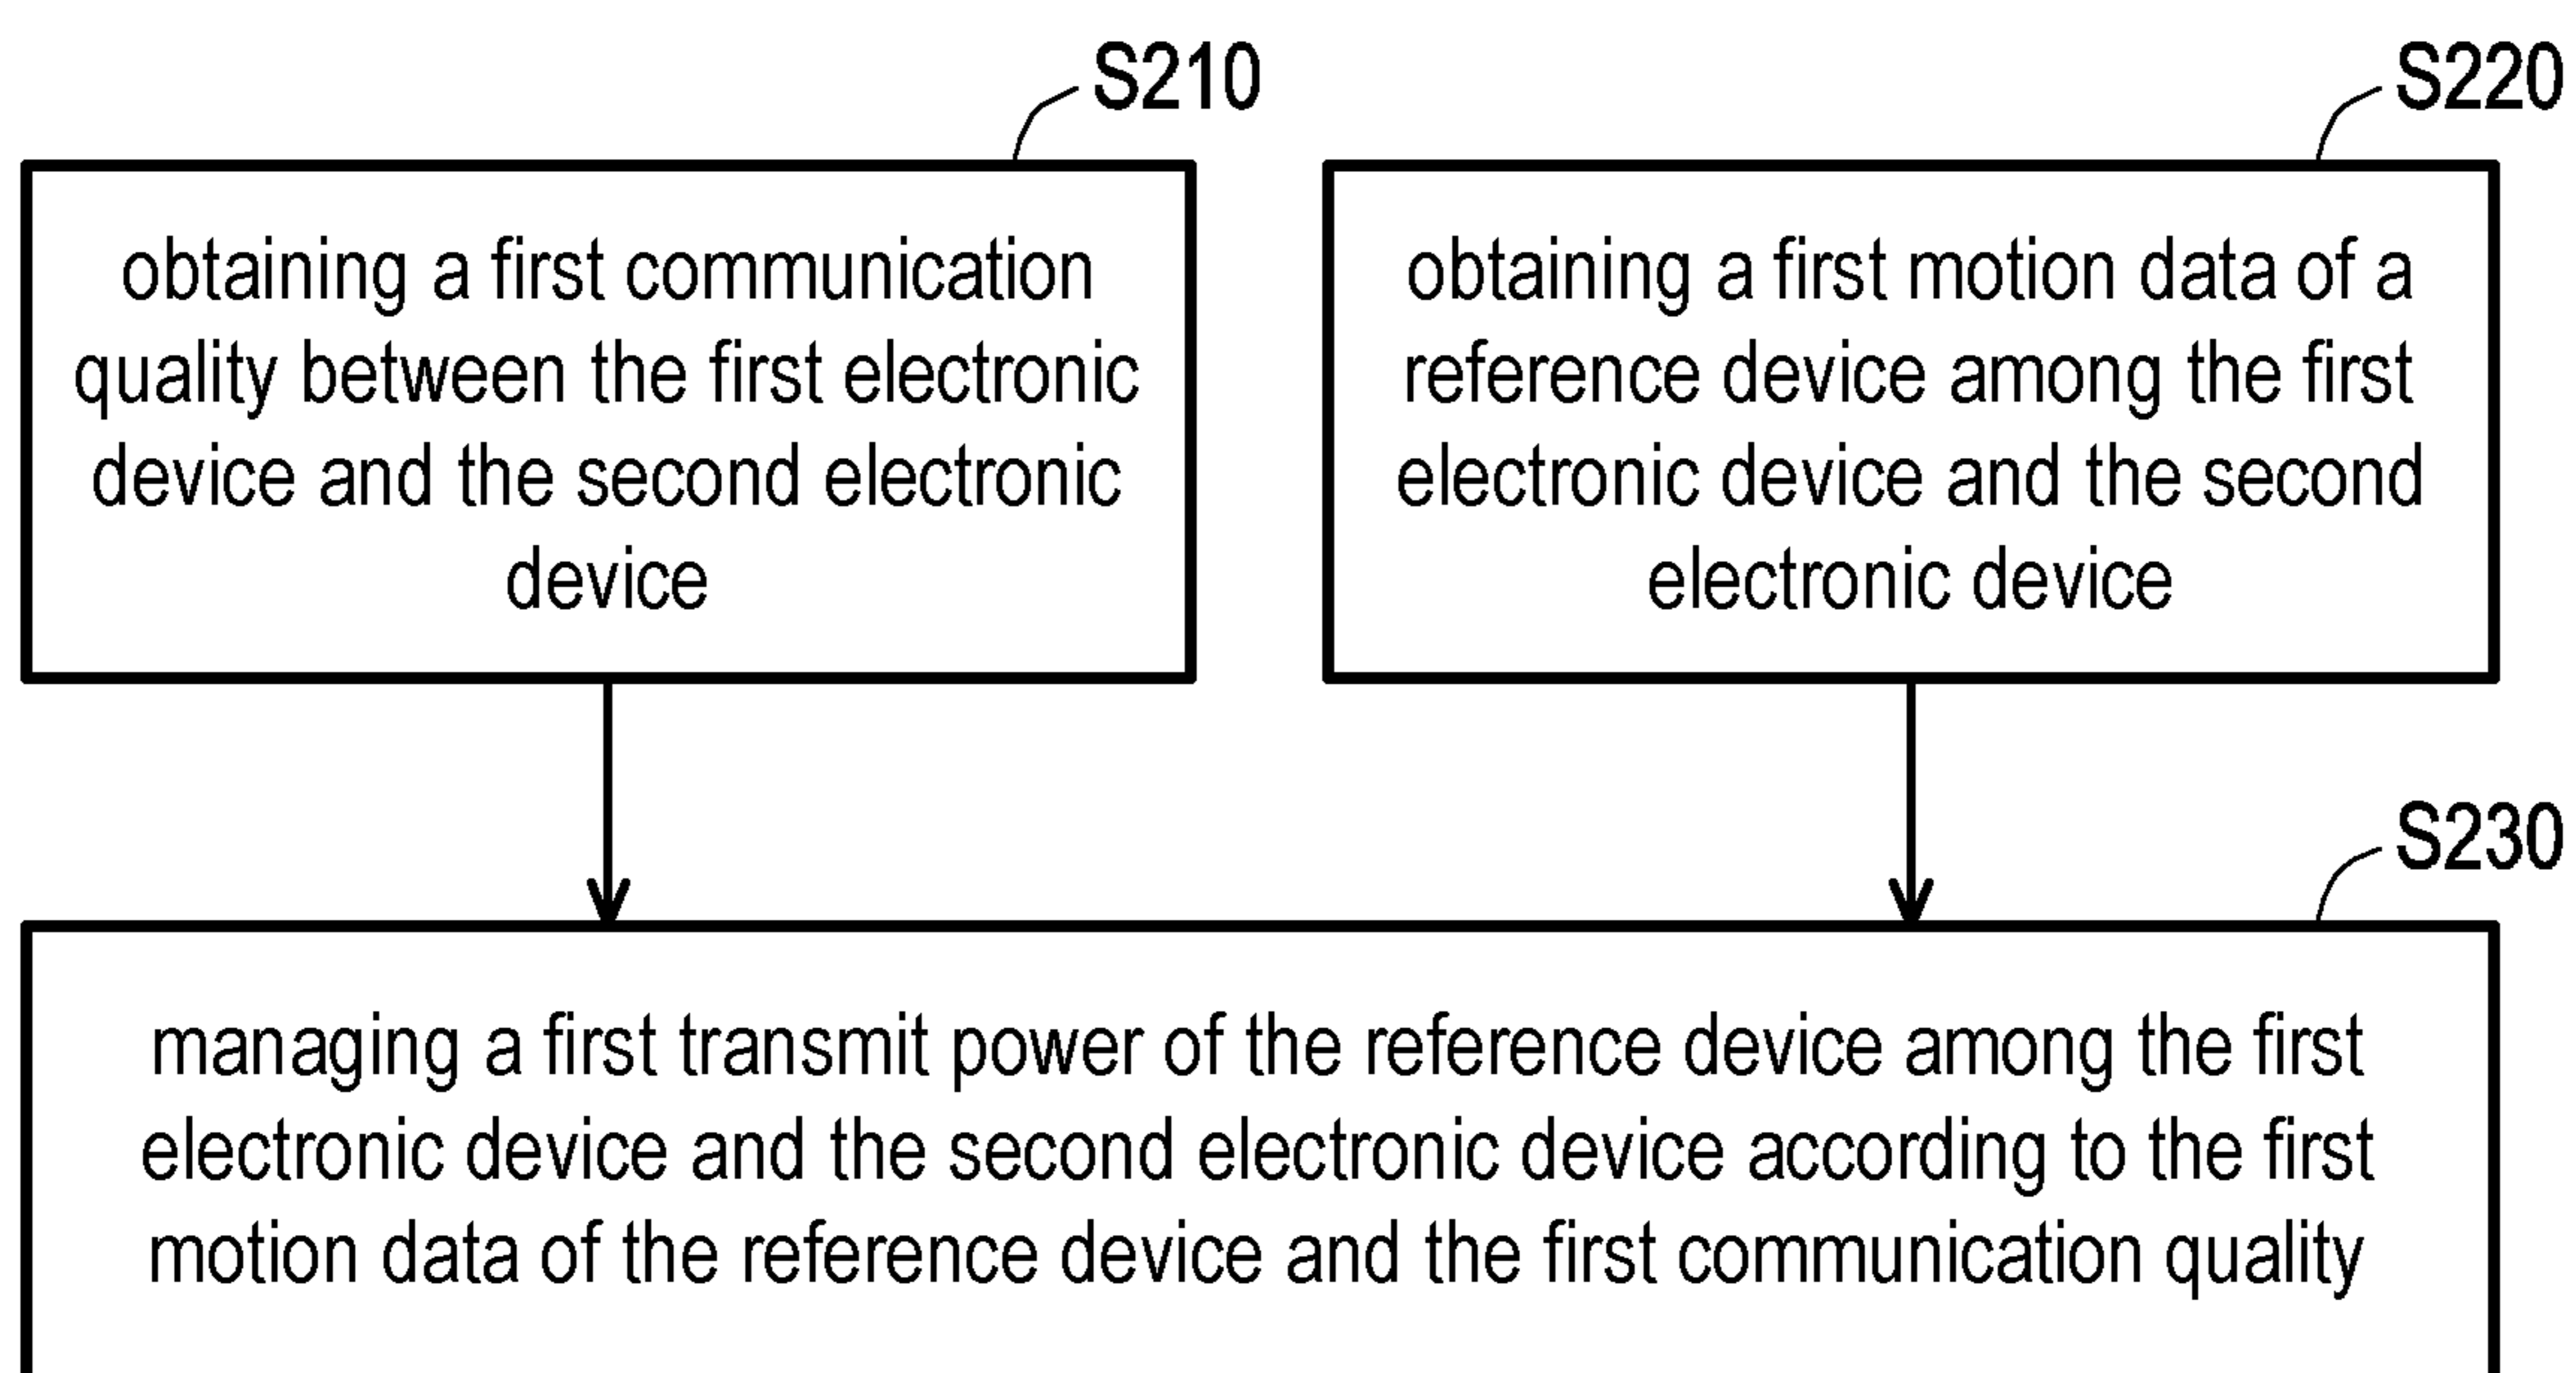 S210
obtaining a first communication
quality between the first electronic
device and the second electronic
device
S220
obtaining a first motion data of a
reference device among the first
electronic device and the second
electronic device
S230
managing a first transmit power of the reference device among the first
electronic device and the second electronic device according to the first
motion data of the reference device and the first communication quality